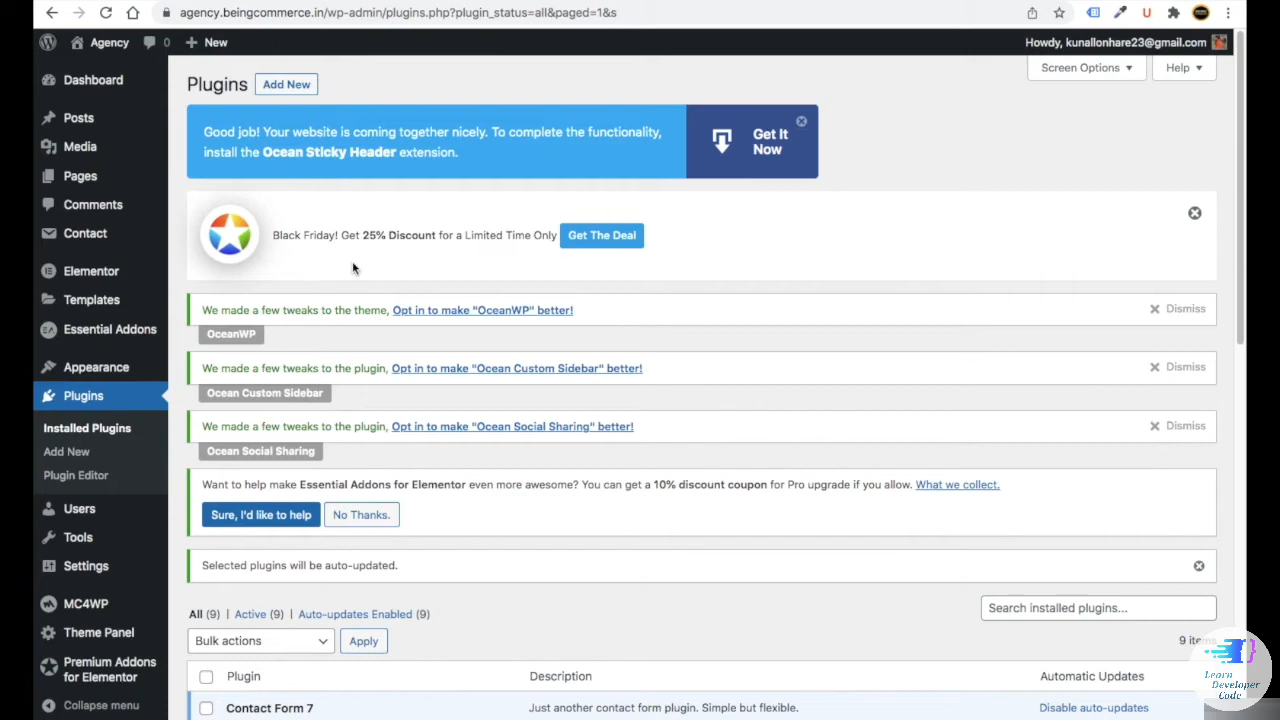 agency.beingcommerce.in/wp-admin/plugins.php?plugin_status=all&paged=1&s
Agency
0
New
Howdy, kunallonhare23@gmail.com
Screen Options
Help
Dashboard
Posts
Media
Pages
Comments
Contact
Elementor
Templates
Essential Addons
Appearance
Plugins
Installed Plugins
Add New
Plugin Editor
Users
Tools
Settings
MC4WP
Theme Panel
Premium Addons
for Elementor
Collapse menu
Plugins
Add New
Good job! Your website is coming together nicely. To complete the functionality,
install the Ocean Sticky Header extension.
Get It
Now
Black Friday! Get 25% Discount for a Limited Time Only
Get The Deal
We made a few tweaks to the theme, Opt in to make "OceanWP" better!
Dismiss
OceanWP
We made a few tweaks to the plugin, Opt in to make "Ocean Custom Sidebar" better!
Dismiss
Ocean Custom Sidebar
We made a few tweaks to the plugin, Opt in to make "Ocean Social Sharing" better!
Dismiss
Ocean Social Sharing
Want to help make Essential Addons for Elementor even more awesome? You can get a 10% discount coupon for Pro upgrade if you allow. What we collect.
Sure, I'd like to help
No Thanks.
Selected plugins will be auto-updated.
All (9) | Active (9) | Auto-updates Enabled (9)
Search installed plugins...
Bulk actions
Apply
9 items
Plugin
Description
Automatic Updates
Contact Form 7
Just another contact form plugin. Simple but flexible.
Disable auto-updates
Learn
Developer
Code